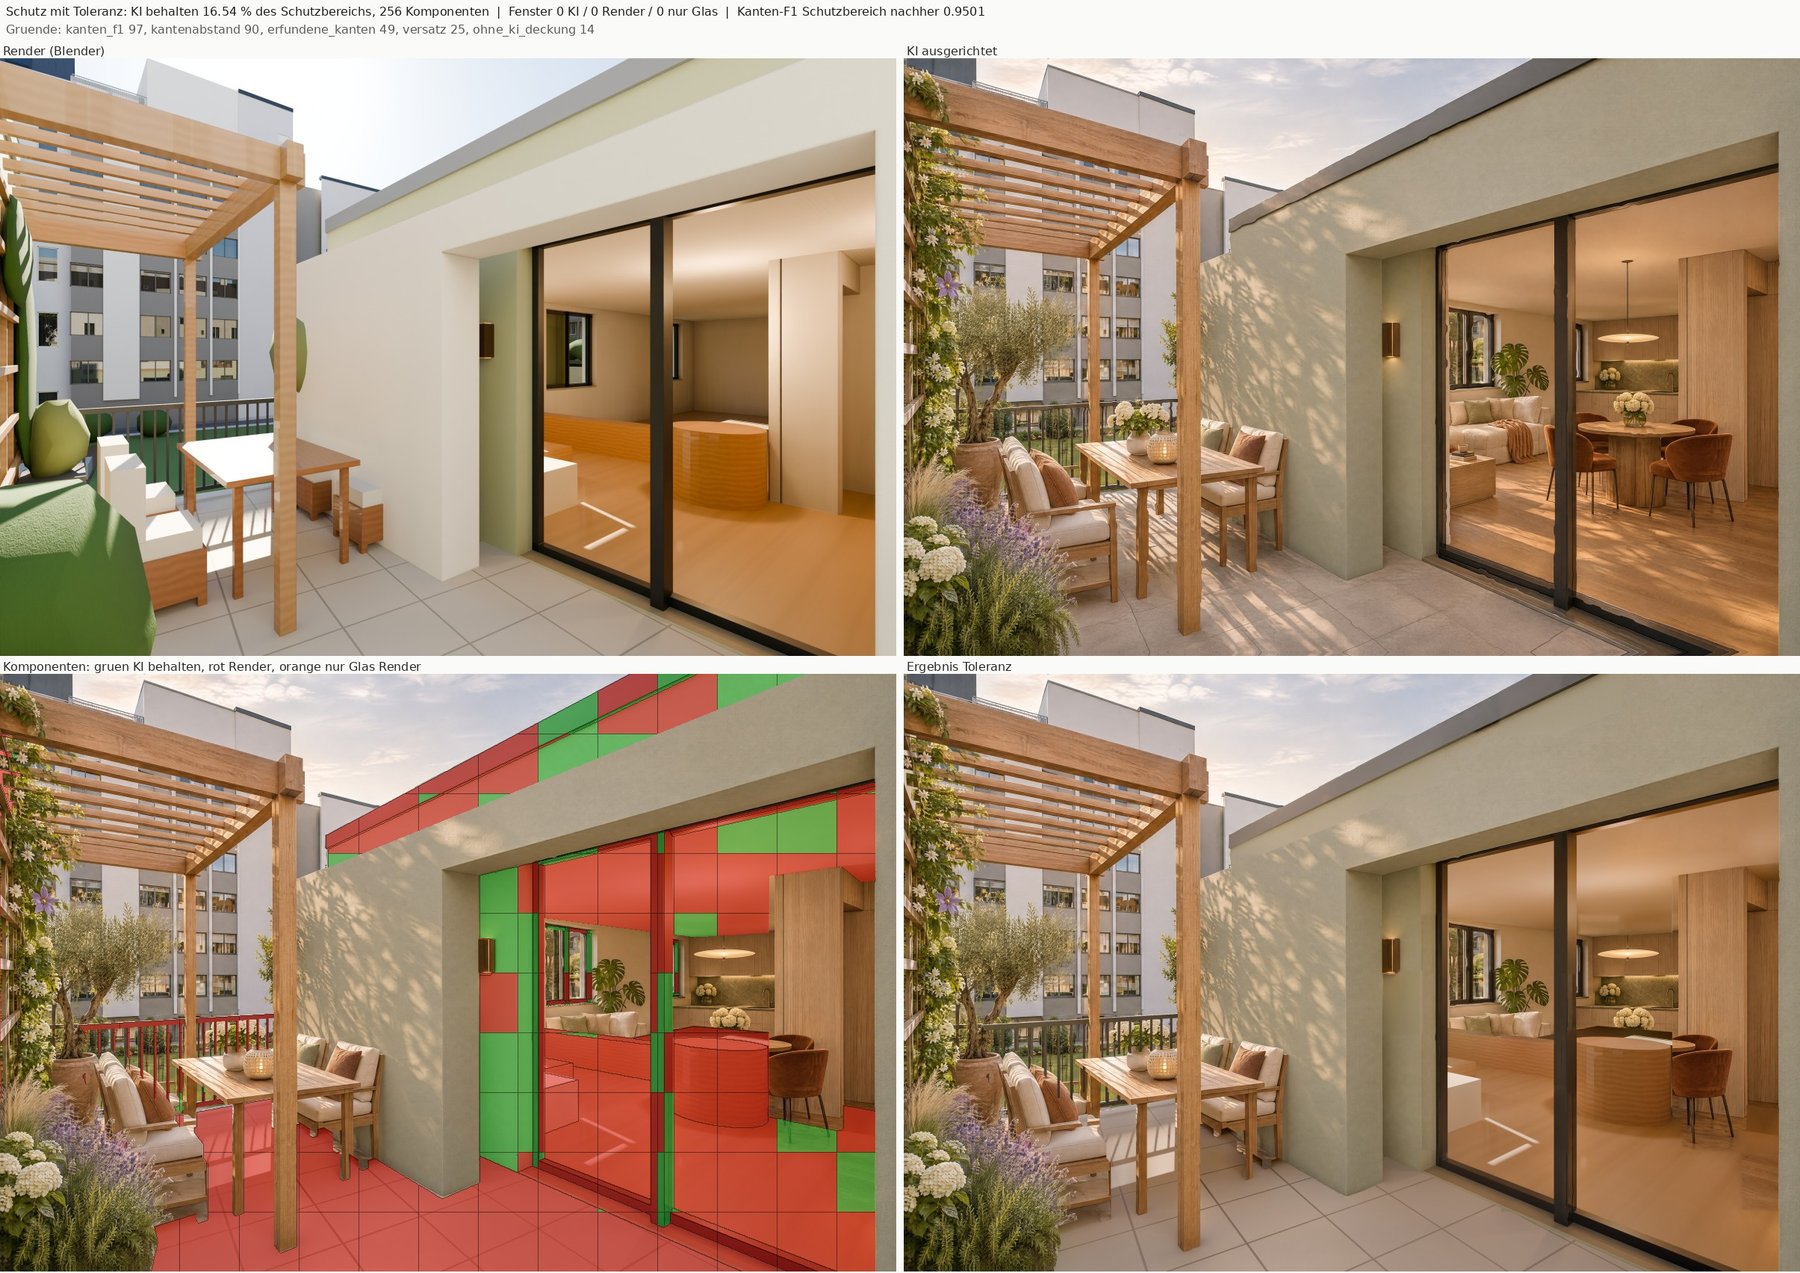 Schutz mit Toleranz: KI behalten 16.54 % des Schutzbereichs, 256 Komponenten | Fenster 0 KI / 0 Render / 0 nur Glas | Kanten-F1 Schutzbereich nachher 0.9501
Gruende: kanten_f1 97, kantenabstand 90, erfundene_kanten 49, versatz 25, ohne_ki_deckung 14
Render (Blender)
KI ausgerichtet
Komponenten: gruen KI behalten, rot Render, orange nur Glas Render
Ergebnis Toleranz